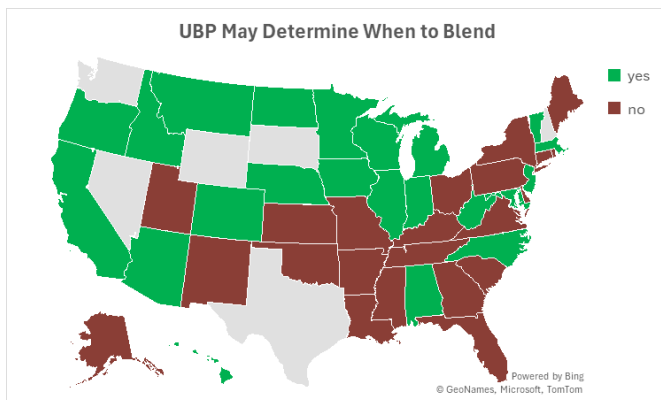 UBP May Determine When to Blend
yes
no
Powered by Bing
© GeoNames, Microsoft, TomTom